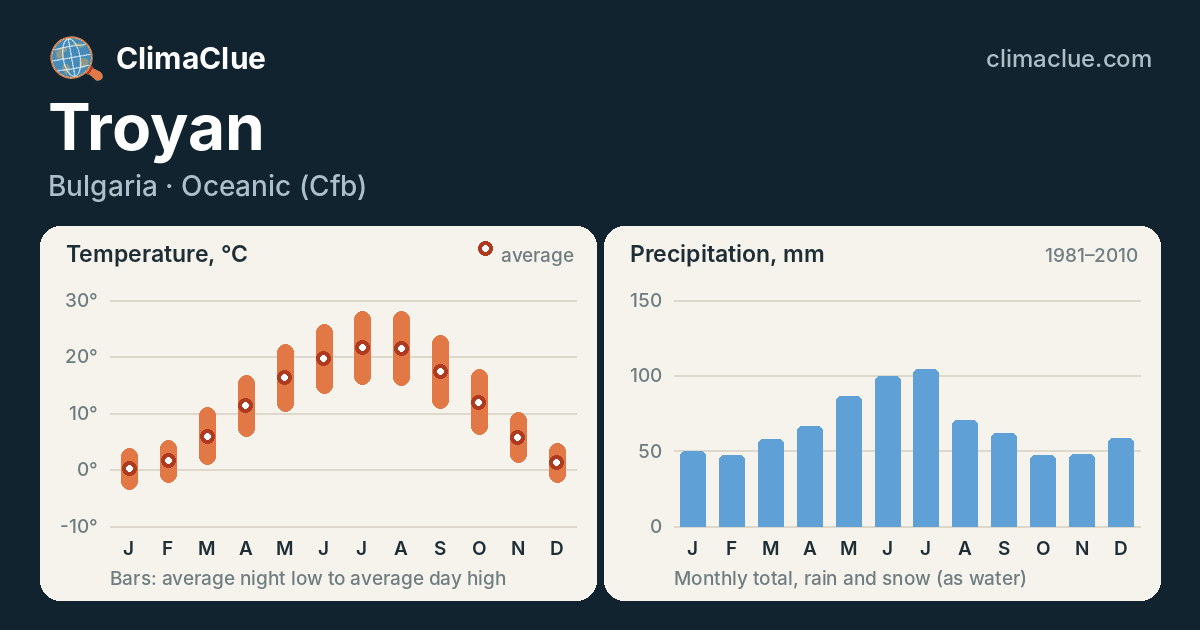 ClimaClue
climaclue.com
Troyan
Bulgaria · Oceanic (Cfb)
Temperature, °C
average
30°
20°
10°
0°
-10°
J F M A M J J A S O N D
Bars: average night low to average day high
Precipitation, mm
1981–2010
150
100
50
0
J F M A M J J A S O N D
Monthly total, rain and snow (as water)